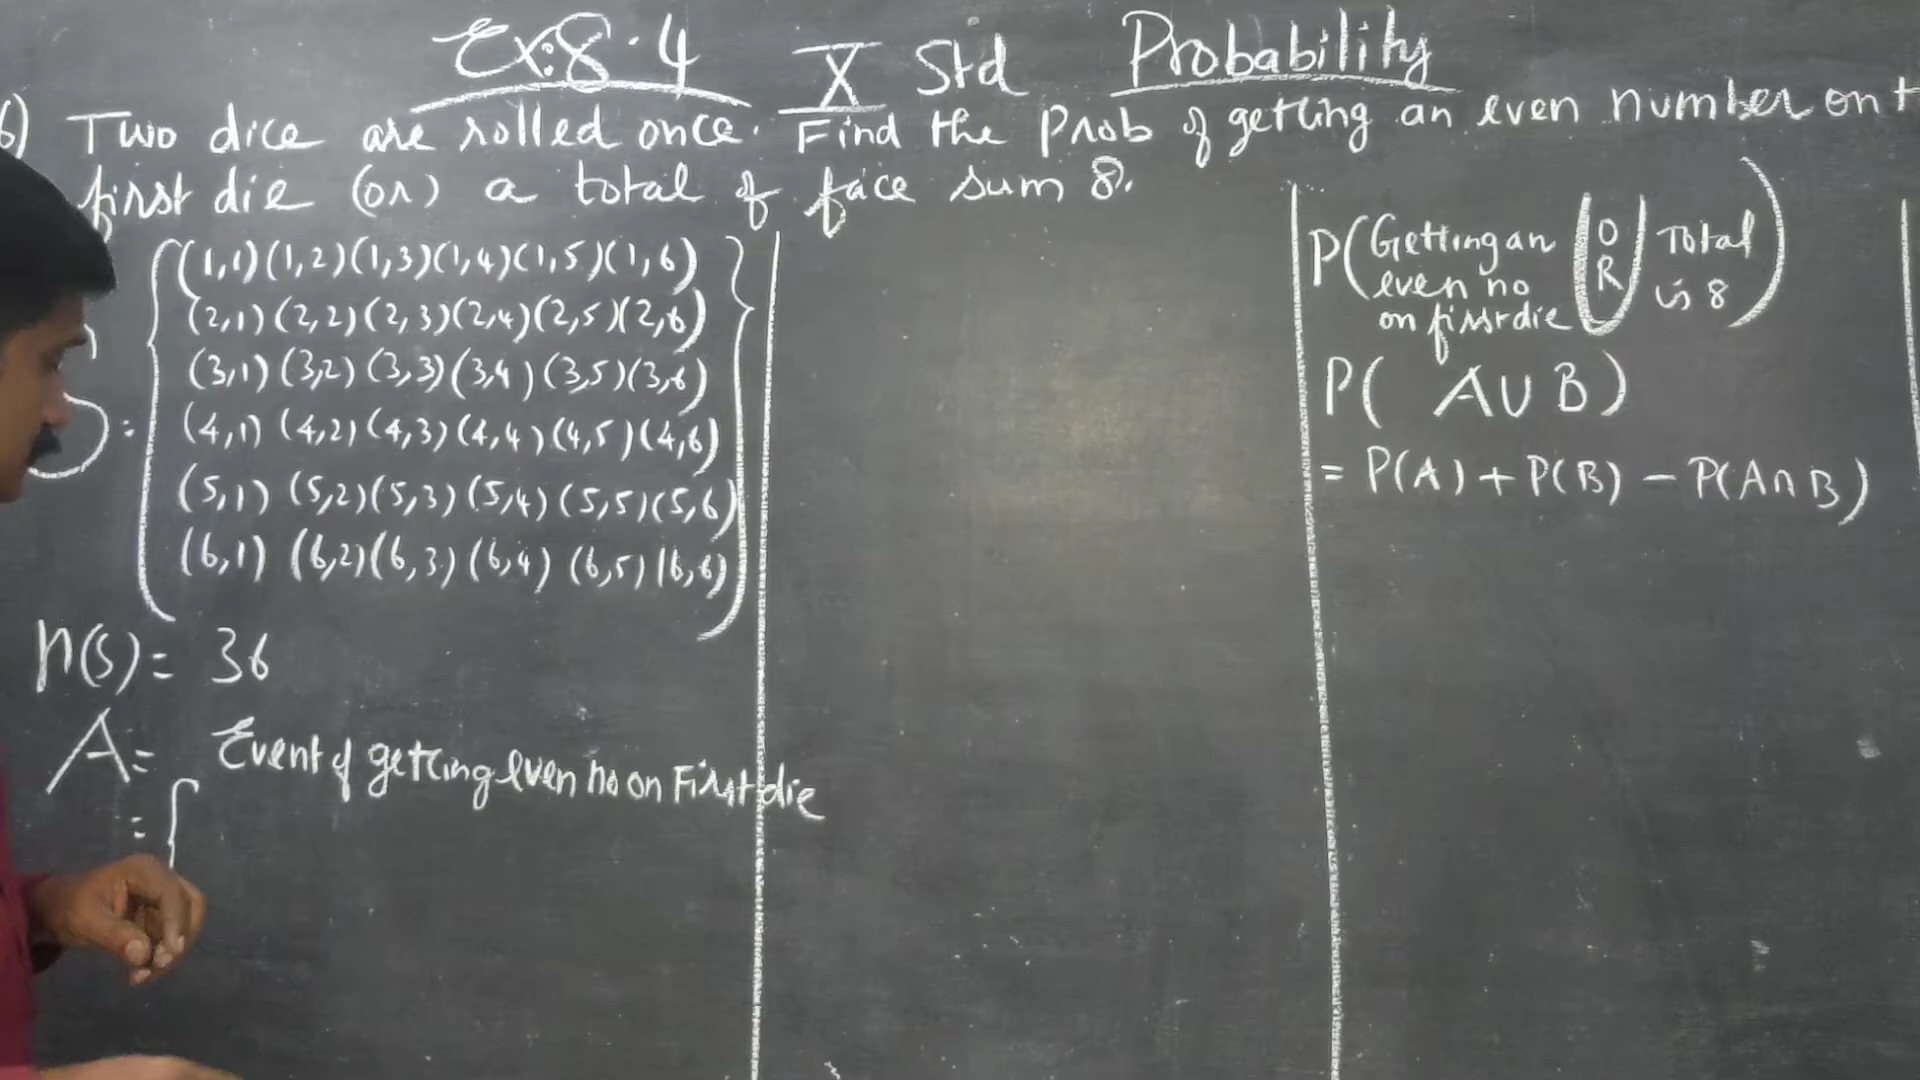 Ex:8.4 X Std Probability
6) Two dice are rolled once. Find the Prob of getting an even number on
first die (or) a total of face sum 8.
S = { (1,1) (1,2) (1,3) (1,4) (1,5) (1,6)
(2,1) (2,2) (2,3) (2,4) (2,5) (2,6)
(3,1) (3,2) (3,3) (3,4) (3,5) (3,6)
(4,1) (4,2) (4,3) (4,4) (4,5) (4,6)
(5,1) (5,2) (5,3) (5,4) (5,5) (5,6)
(6,1) (6,2) (6,3) (6,4) (6,5) (6,6) }
n(S) = 36
A = Event of getting even no on First die
= {
P(Getting an even no on first die OR Total is 8)
P( A∪B)
= P(A) + P(B) - P(A∩B)